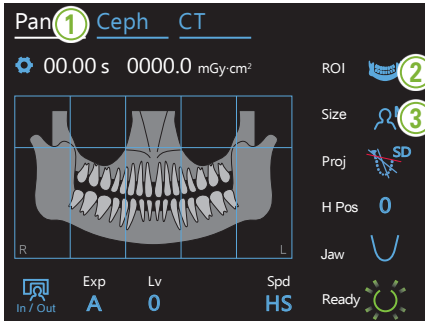 Pan 1 Ceph CT
00.00 s 0000.0 mGy·cm²
ROI 2
Size 3
Proj SD
H Pos 0
R L
Jaw
Exp Lv Spd
In / Out A 0 HS
Ready